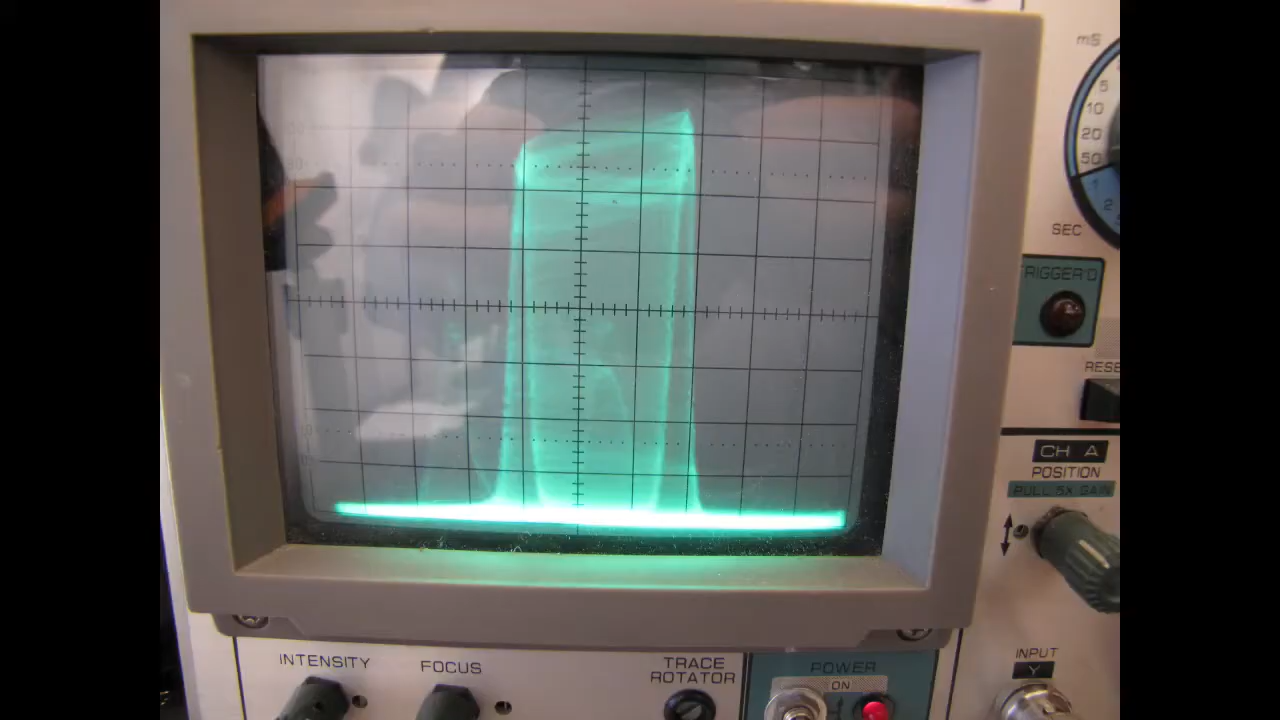 mS
5
10
20
50
1
2
SEC
TRIGGER'D
RESE
CH A
POSITION
PULL 5X GAIN
INPUT
Y
INTENSITY
FOCUS
TRACE
ROTATOR
POWER
ON